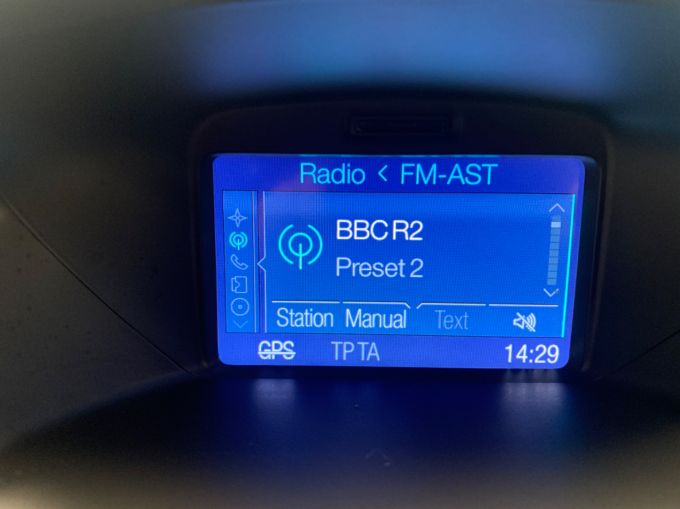 Radio < FM-AST
BBC R2
Preset 2
Station Manual Text
GPS TP TA 14:29